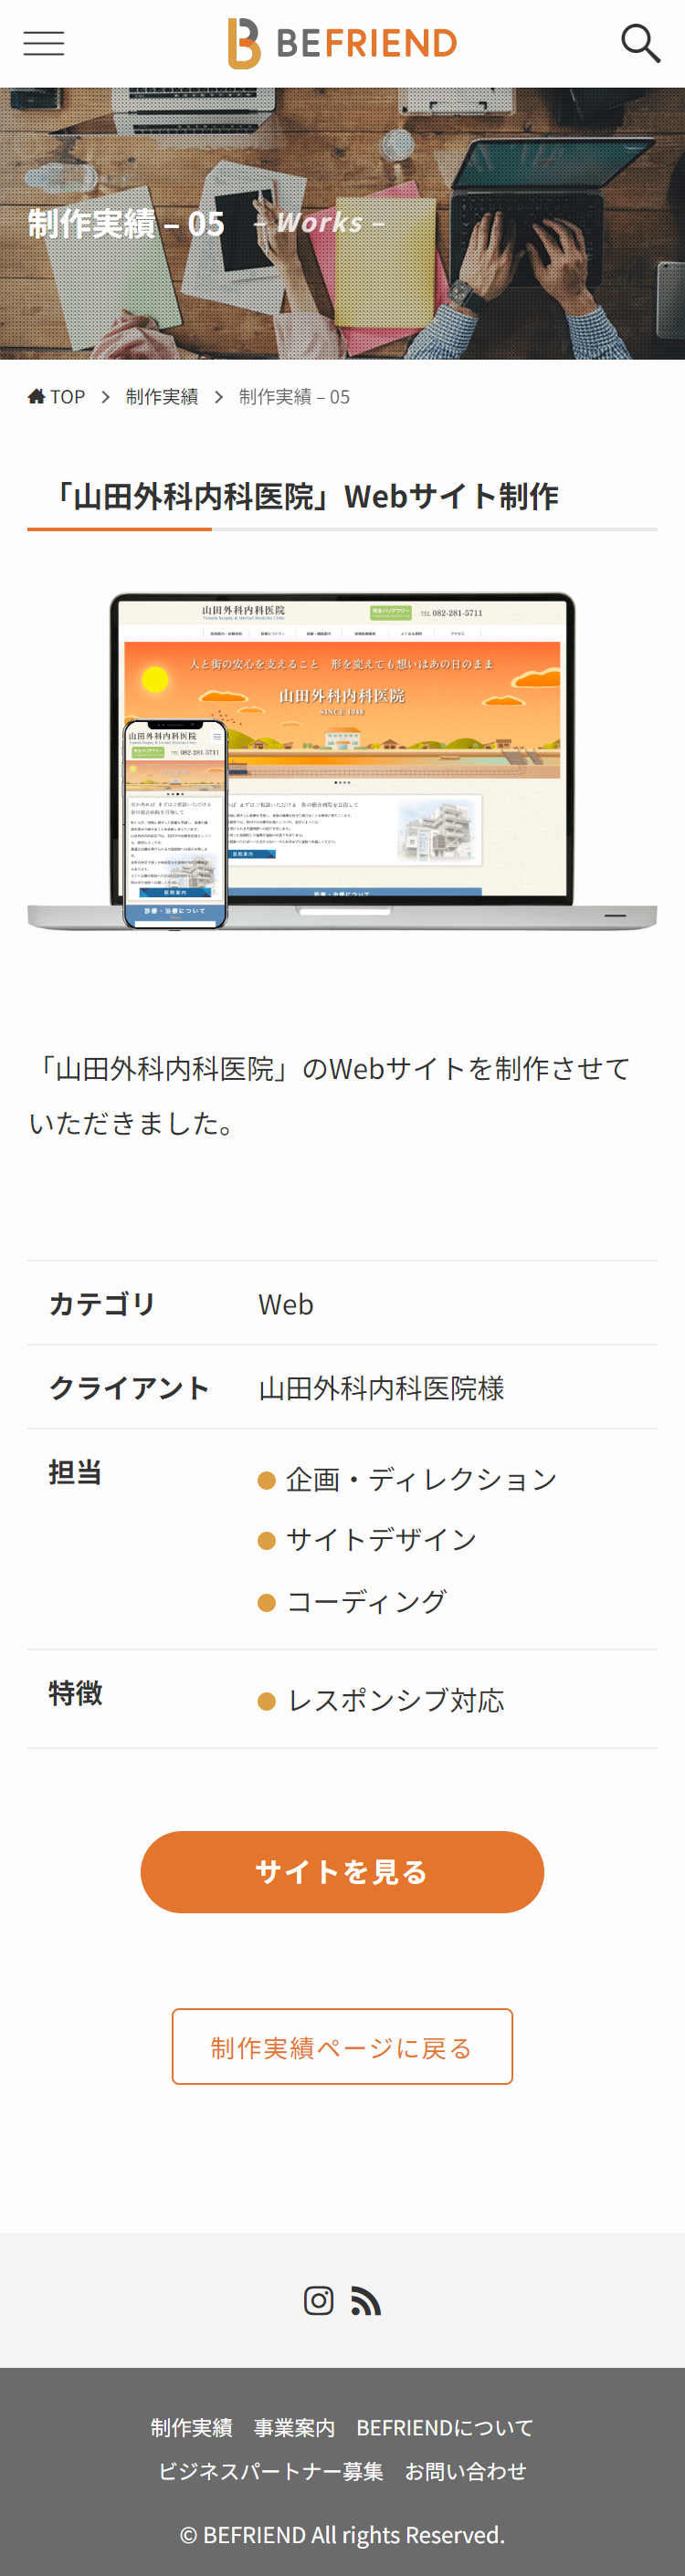 BEFRIEND
制作実績 – 05 – Works –
TOP 制作実績 制作実績 – 05
「山田外科内科医院」Webサイト制作
山田外科内科医院
TEL 082-281-5711
人と街の安心を支えること 形を変えても想いはあの日のまま
山田外科内科医院
SINCE 1948
山田外科内科医院
TEL 082-281-5711
医院案内
診療・治療について
「山田外科内科医院」のWebサイトを制作させて
いただきました。
カテゴリ Web
クライアント 山田外科内科医院様
担当 企画・ディレクション
サイトデザイン
コーディング
特徴 レスポンシブ対応
サイトを見る
制作実績ページに戻る
制作実績 事業案内 BEFRIENDについて
ビジネスパートナー募集 お問い合わせ
© BEFRIEND All rights Reserved.